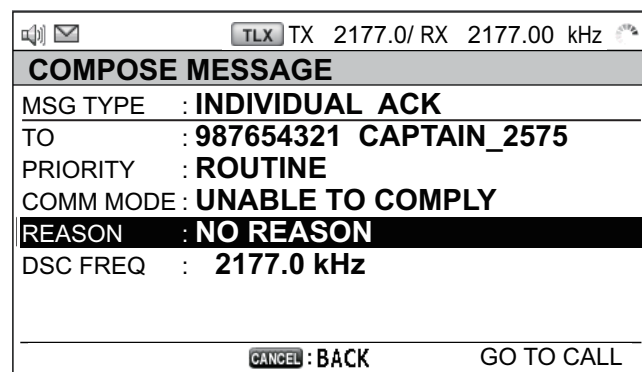 TLX TX 2177.0/ RX 2177.00 kHz
COMPOSE MESSAGE
MSG TYPE : INDIVIDUAL ACK
TO : 987654321 CAPTAIN_2575
PRIORITY : ROUTINE
COMM MODE : UNABLE TO COMPLY
REASON : NO REASON
DSC FREQ : 2177.0 kHz
CANCEL : BACK GO TO CALL